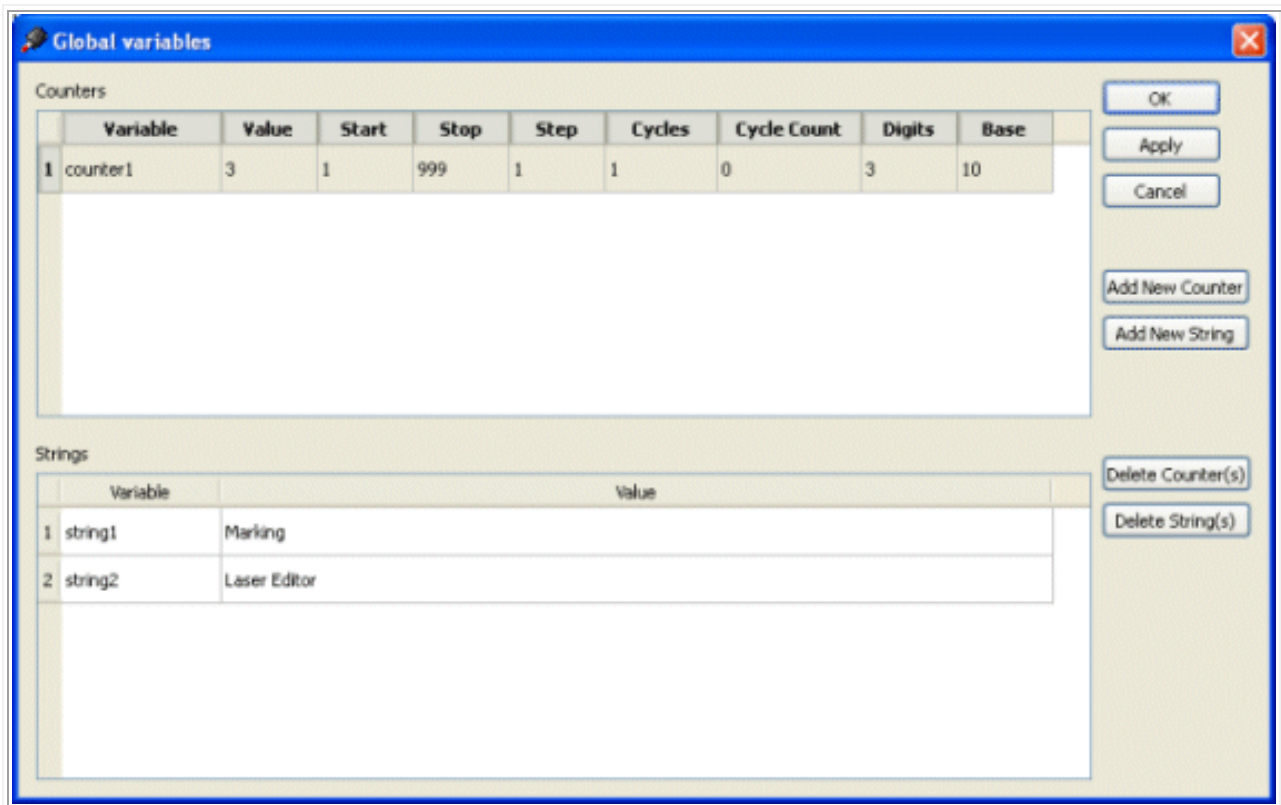 Global variables
Counters
Variable Value Start Stop Step Cycles Cycle Count Digits Base
1 counter1 3 1 999 1 1 0 3 10
OK
Apply
Cancel
Add New Counter
Add New String
Strings
Variable Value
1 string1 Marking
2 string2 Laser Editor
Delete Counter(s)
Delete String(s)